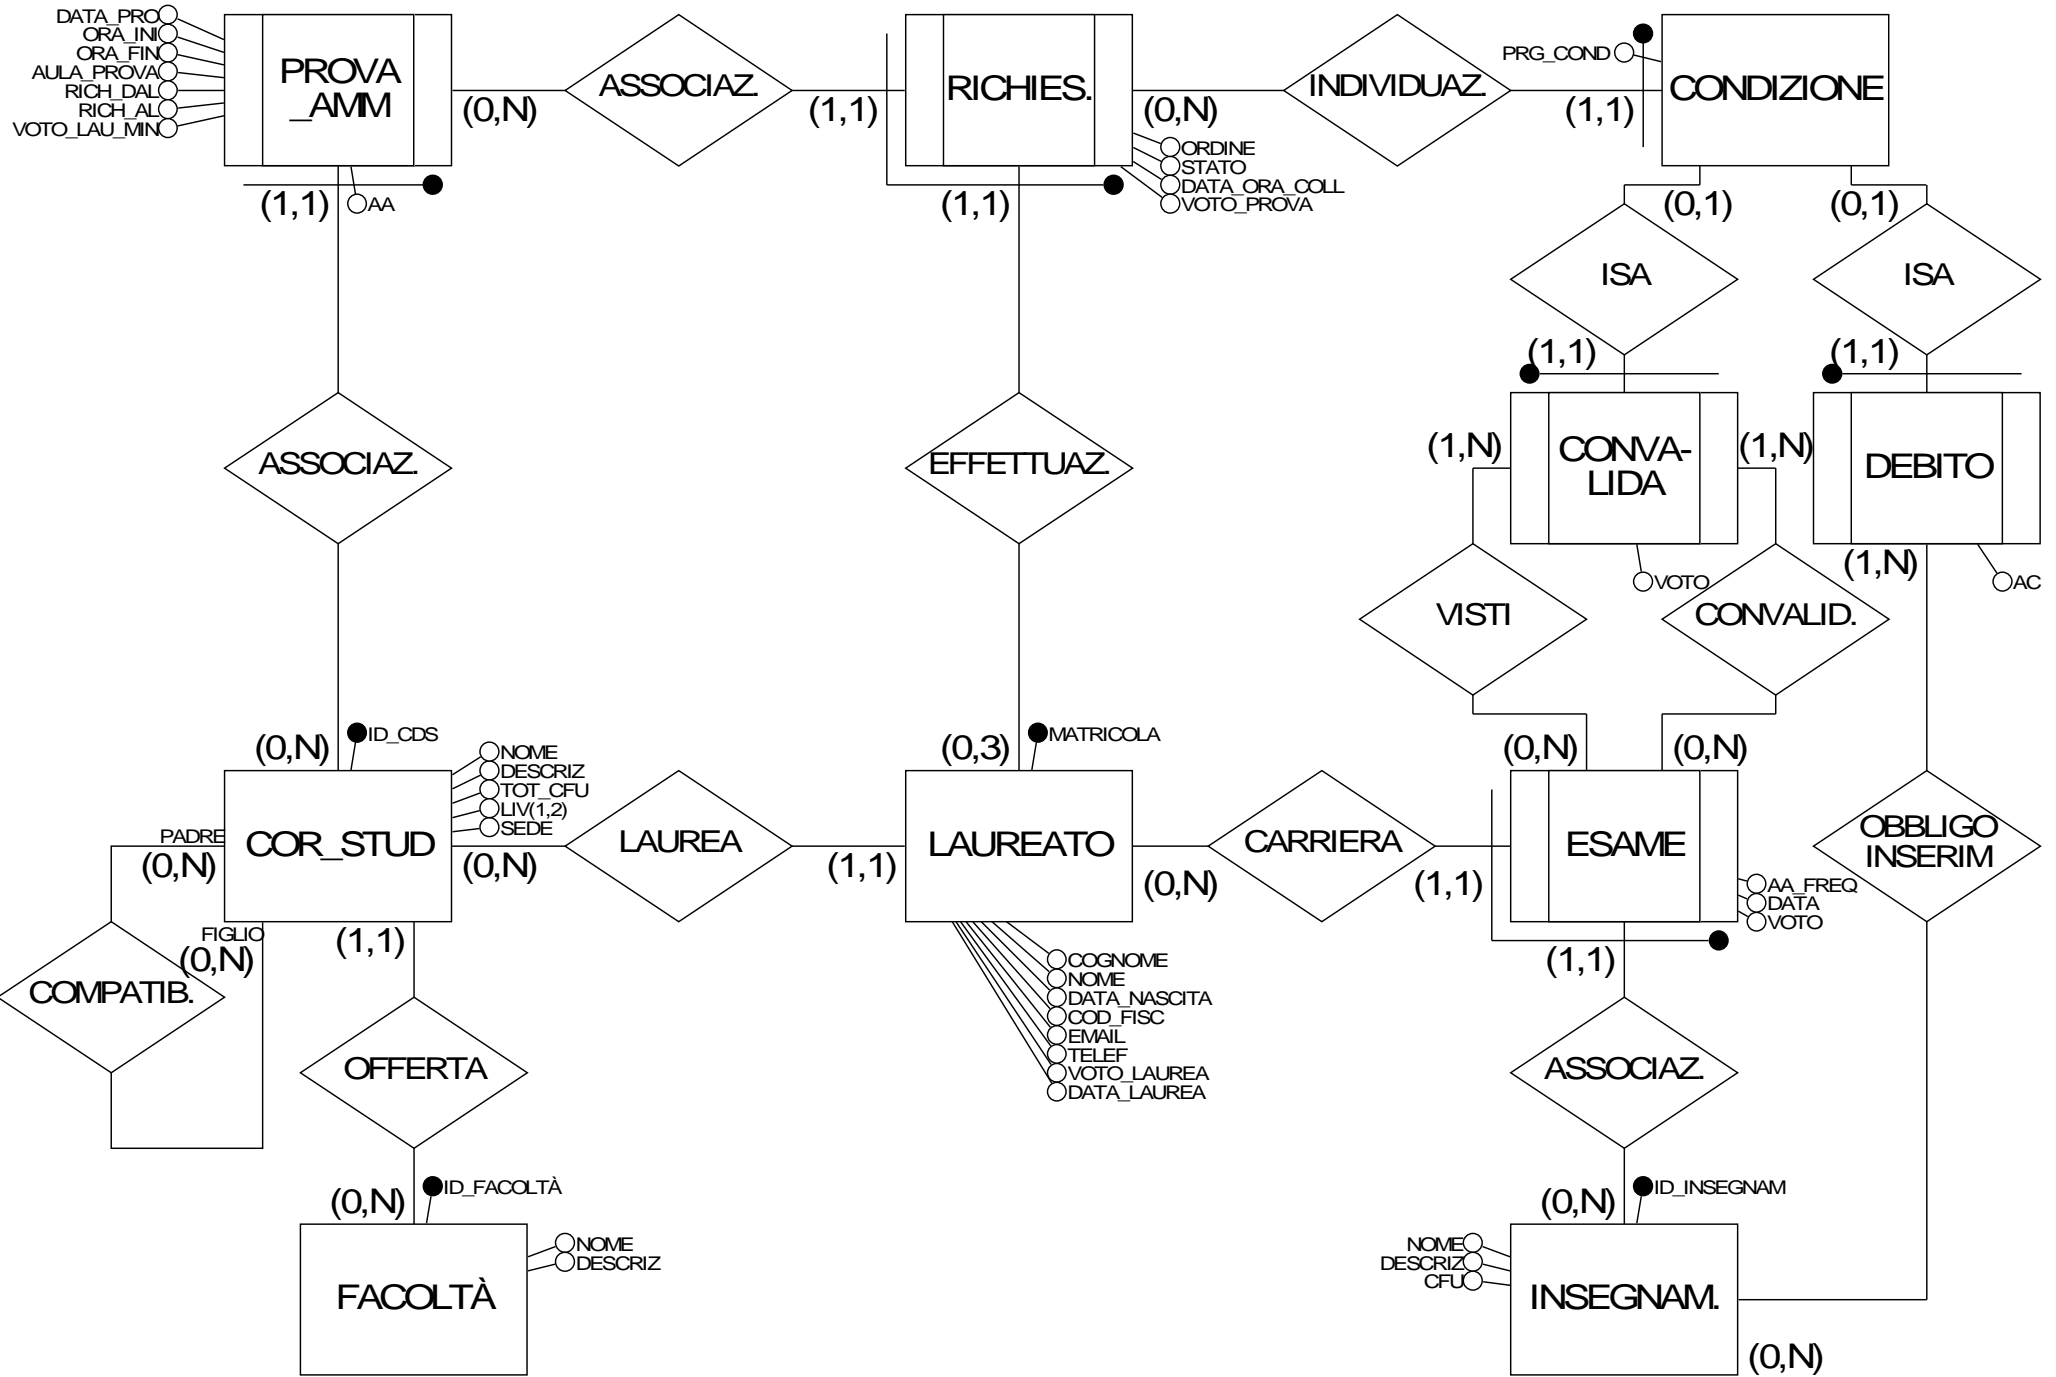 DATA_PRO
ORA_INI
ORA_FIN
AULA_PROVA
RICH_DAL
RICH_AL
VOTO_LAU_MIN
PROVA
_AMM
(0,N)
ASSOCIAZ.
(1,1)
RICHIES.
(0,N)
INDIVIDUAZ.
PRG_COND
(1,1)
CONDIZIONE
ORDINE
STATO
DATA_ORA_COLL
VOTO_PROVA
(1,1)
AA
(1,1)
(0,1)
(0,1)
ISA
ISA
(1,1)
(1,1)
ASSOCIAZ.
EFFETTUAZ.
(1,N)
CONVA-
LIDA
(1,N)
DEBITO
(1,N)
VOTO
AC
VISTI
CONVALID.
(0,N)
ID_CDS
(0,3)
MATRICOLA
(0,N)
(0,N)
NOME
DESCRIZ
TOT_CFU
LIV(1,2)
SEDE
PADRE
(0,N)
COR_STUD
(0,N)
LAUREA
(1,1)
LAUREATO
(0,N)
CARRIERA
(1,1)
ESAME
OBBLIGO
INSERIM
AA_FREQ
DATA
VOTO
FIGLIO
(0,N)
(1,1)
(1,1)
COMPATIB.
COGNOME
NOME
DATA_NASCITA
COD_FISC
EMAIL
TELEF
VOTO_LAUREA
DATA_LAUREA
OFFERTA
ASSOCIAZ.
(0,N)
ID_FACOLTÀ
(0,N)
ID_INSEGNAM
FACOLTÀ
NOME
DESCRIZ
NOME
DESCRIZ
CFU
INSEGNAM.
(0,N)